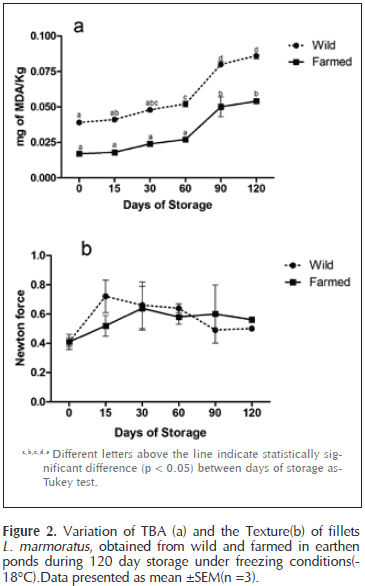 a
0.100
0.075
0.050
0.025
0.000
mg of MDA/Kg
Wild
Farmed
a ab abc c d d
a a a a b b
0 15 30 60 90 120
Days of Storage
b
1.0
0.8
0.6
0.4
0.2
0.0
Newton force
Wild
Farmed
0 15 30 60 90 120
Days of Storage
a,b,c,d,e Different letters above the line indicate statistically sig-
nificant difference (p < 0.05) between days of storage as-
Tukey test.
Figure 2. Variation of TBA (a) and the Texture(b) of fillets
L. marmoratus, obtained from wild and farmed in earthen
ponds during 120 day storage under freezing conditions(-
18°C).Data presented as mean ±SEM(n =3).